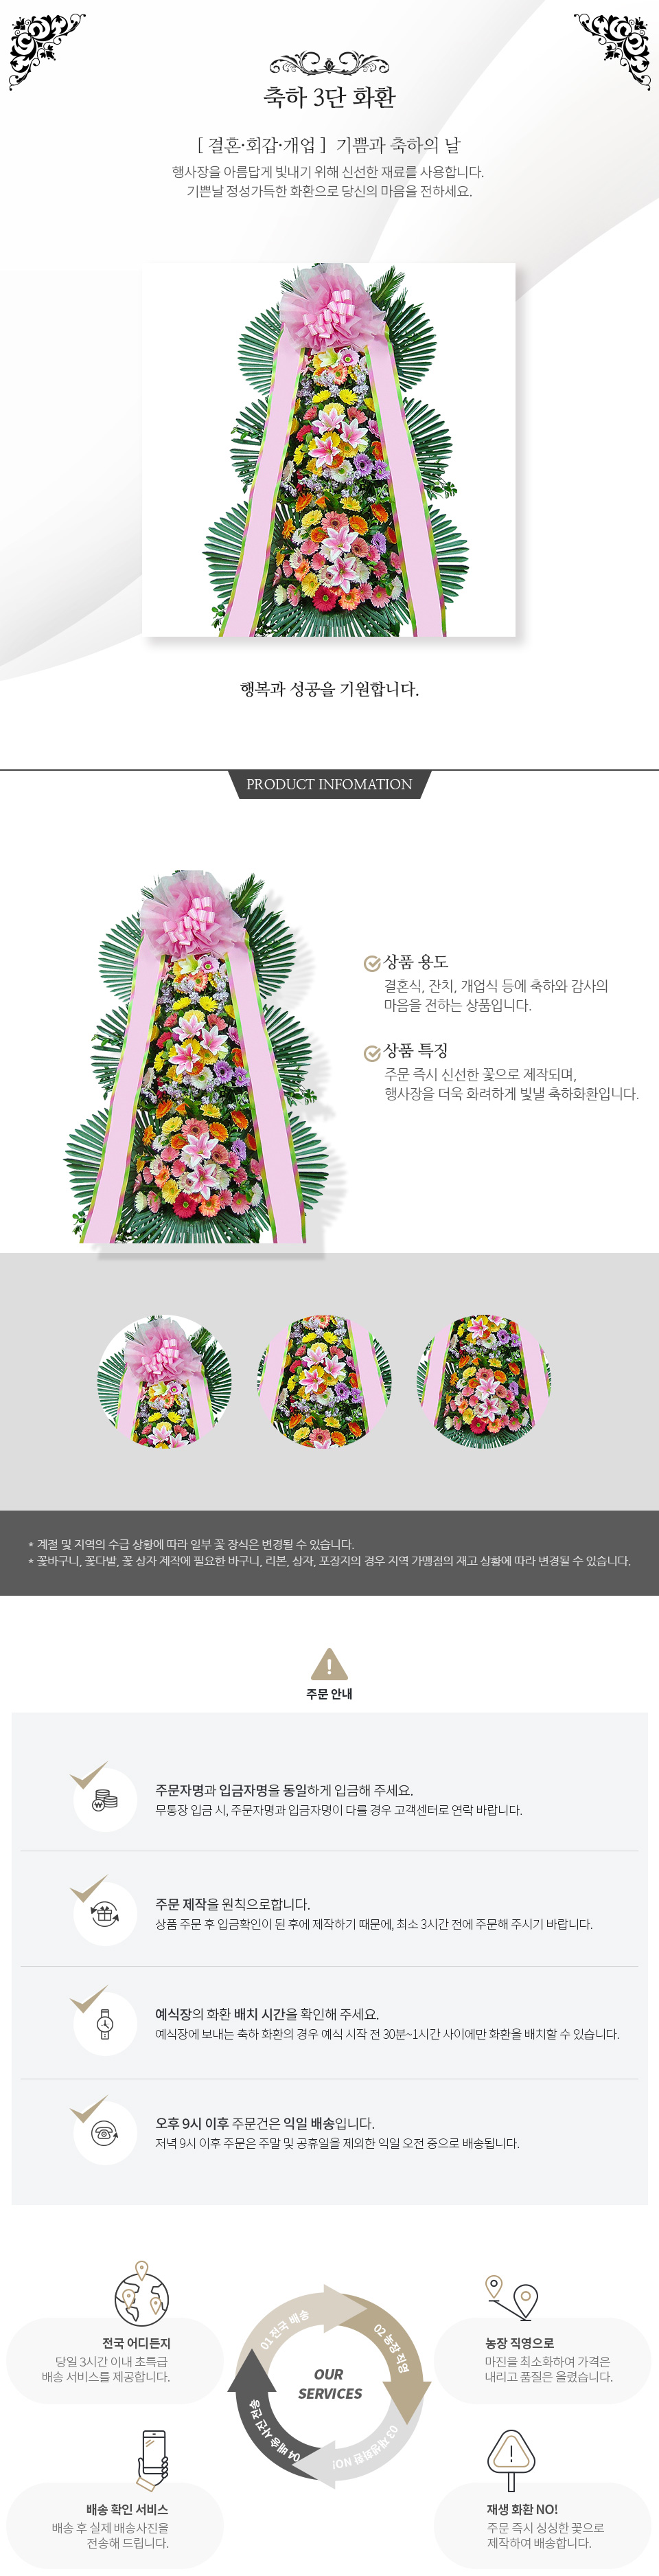 축하 3단 화환
[ 결혼·회갑·개업 ] 기쁨과 축하의 날
행사장을 아름답게 빛내기 위해 신선한 재료를 사용합니다.
기쁜날 정성가득한 화환으로 당신의 마음을 전하세요.
행복과 성공을 기원합니다.
PRODUCT INFOMATION
상품 용도
결혼식, 잔치, 개업식 등에 축하와 감사의
마음을 전하는 상품입니다.
상품 특징
주문 즉시 신선한 꽃으로 제작되며,
행사장을 더욱 화려하게 빛낼 축하화환입니다.
* 계절 및 지역의 수급 상황에 따라 일부 꽃 장식은 변경될 수 있습니다.
* 꽃바구니, 꽃다발, 꽃 상자 제작에 필요한 바구니, 리본, 상자, 포장지의 경우 지역 가맹점의 재고 상황에 따라 변경될 수 있습니다.
주문 안내
주문자명과 입금자명을 동일하게 입금해 주세요.
무통장 입금 시, 주문자명과 입금자명이 다를 경우 고객센터로 연락 바랍니다.
주문 제작을 원칙으로합니다.
상품 주문 후 입금확인이 된 후에 제작하기 때문에, 최소 3시간 전에 주문해 주시기 바랍니다.
예식장의 화환 배치 시간을 확인해 주세요.
예식장에 보내는 축하 화환의 경우 예식 시작 전 30분~1시간 사이에만 화환을 배치할 수 있습니다.
오후 9시 이후 주문건은 익일 배송입니다.
저녁 9시 이후 주문은 주말 및 공휴일을 제외한 익일 오전 중으로 배송됩니다.
전국 어디든지
당일 3시간 이내 초특급
배송 서비스를 제공합니다.
01 전국 배송
02 농장 직영
OUR
SERVICES
03 재생화환 NO!
04 배송 사진 전송
농장 직영으로
마진을 최소화하여 가격은
내리고 품질은 올렸습니다.
배송 확인 서비스
배송 후 실제 배송사진을
전송해 드립니다.
재생 화환 NO!
주문 즉시 싱싱한 꽃으로
제작하여 배송합니다.